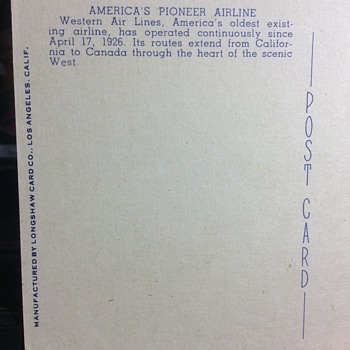 AMERICA'S PIONEER AIRLINE
Western Air Lines, America's oldest exist-
ing airline, has operated continuously since
April 17, 1926. Its routes extend from Califor-
nia to Canada through the heart of the scenic
West.
POST CARD
MANUFACTURED BY LONGSHAW CARD CO., LOS ANGELES, CALIF.